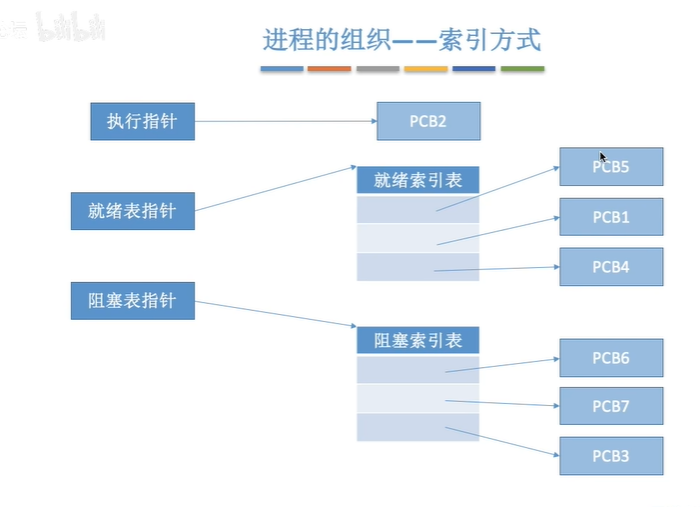 bilibili
进程的组织——索引方式
执行指针
PCB2
就绪表指针
就绪索引表
PCB5
PCB1
PCB4
阻塞表指针
阻塞索引表
PCB6
PCB7
PCB3